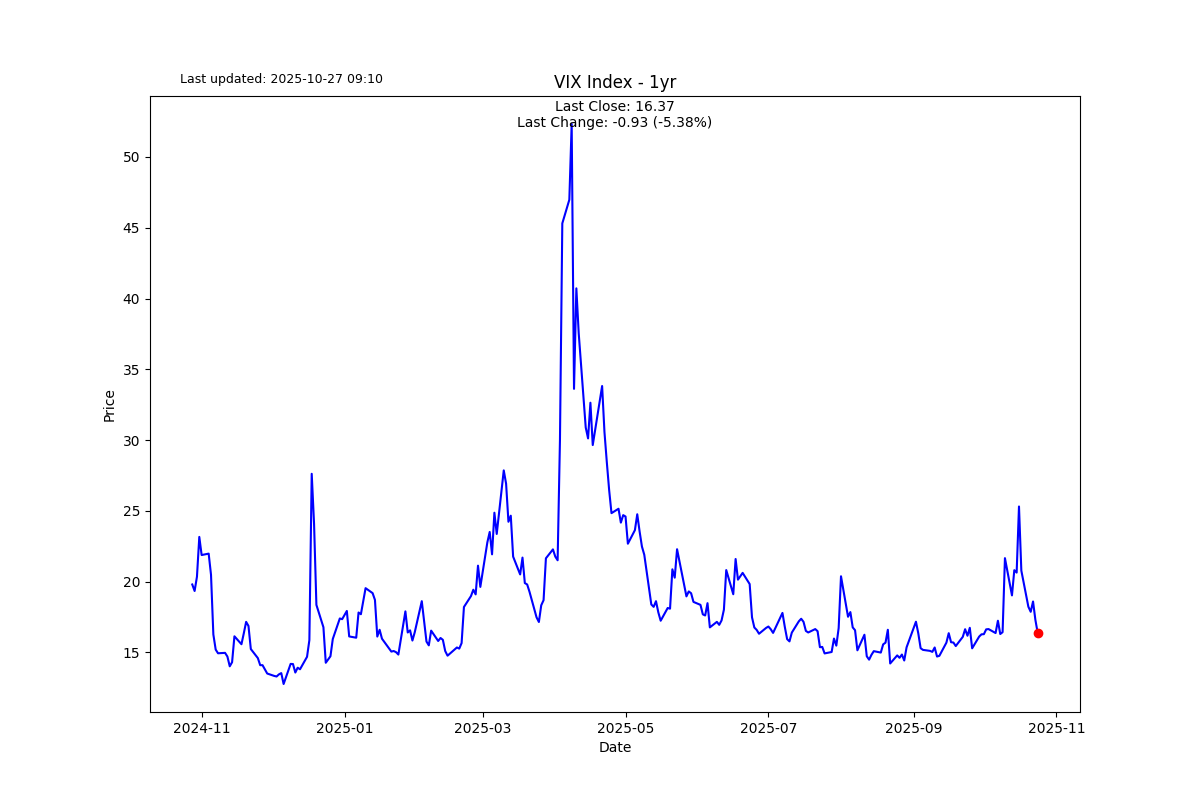 Last updated: 2025-10-27 09:10
VIX Index - 1yr
Last Close: 16.37
Last Change: -0.93 (-5.38%)
Price
50
45
40
35
30
25
20
15
2024-11 2025-01 2025-03 2025-05 2025-07 2025-09 2025-11
Date